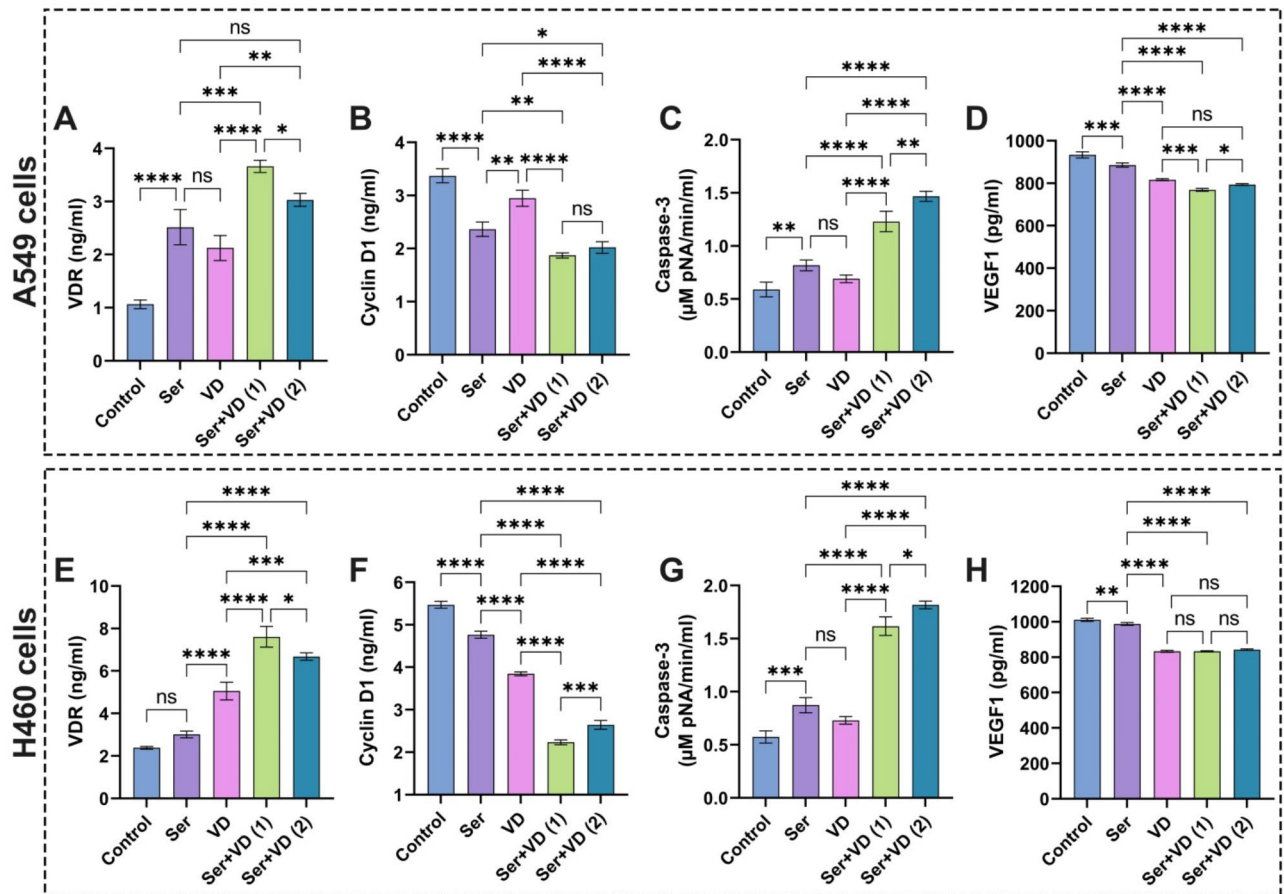 A549 cells
A
ns
**
***
**** *
**** ns
VDR (ng/ml)
4
3
2
1
0
Control
Ser
VD
Ser+VD (1)
Ser+VD (2)
B
*
****
**
****
** ****
ns
Cyclin D1 (ng/ml)
4
3
2
1
0
Control
Ser
VD
Ser+VD (1)
Ser+VD (2)
C
****
****
**** **
****
** ns
Caspase-3
(µM pNA/min/ml)
2.0
1.5
1.0
0.5
0.0
Control
Ser
VD
Ser+VD (1)
Ser+VD (2)
D
****
****
****
ns
***
*** *
VEGF1 (pg/ml)
1000
800
600
400
200
0
Control
Ser
VD
Ser+VD (1)
Ser+VD (2)
H460 cells
E
****
****
***
**** *
****
ns
VDR (ng/ml)
10
8
6
4
2
0
Control
Ser
VD
Ser+VD (1)
Ser+VD (2)
F
****
****
**** ****
****
****
***
Cyclin D1 (ng/ml)
6
5
4
3
2
1
Control
Ser
VD
Ser+VD (1)
Ser+VD (2)
G
****
****
**** *
****
ns
***
Caspase-3
(µM pNA/min/ml)
2.0
1.5
1.0
0.5
0.0
Control
Ser
VD
Ser+VD (1)
Ser+VD (2)
H
****
****
****
** ns
ns ns
VEGF1 (pg/ml)
1200
1000
800
600
400
200
0
Control
Ser
VD
Ser+VD (1)
Ser+VD (2)